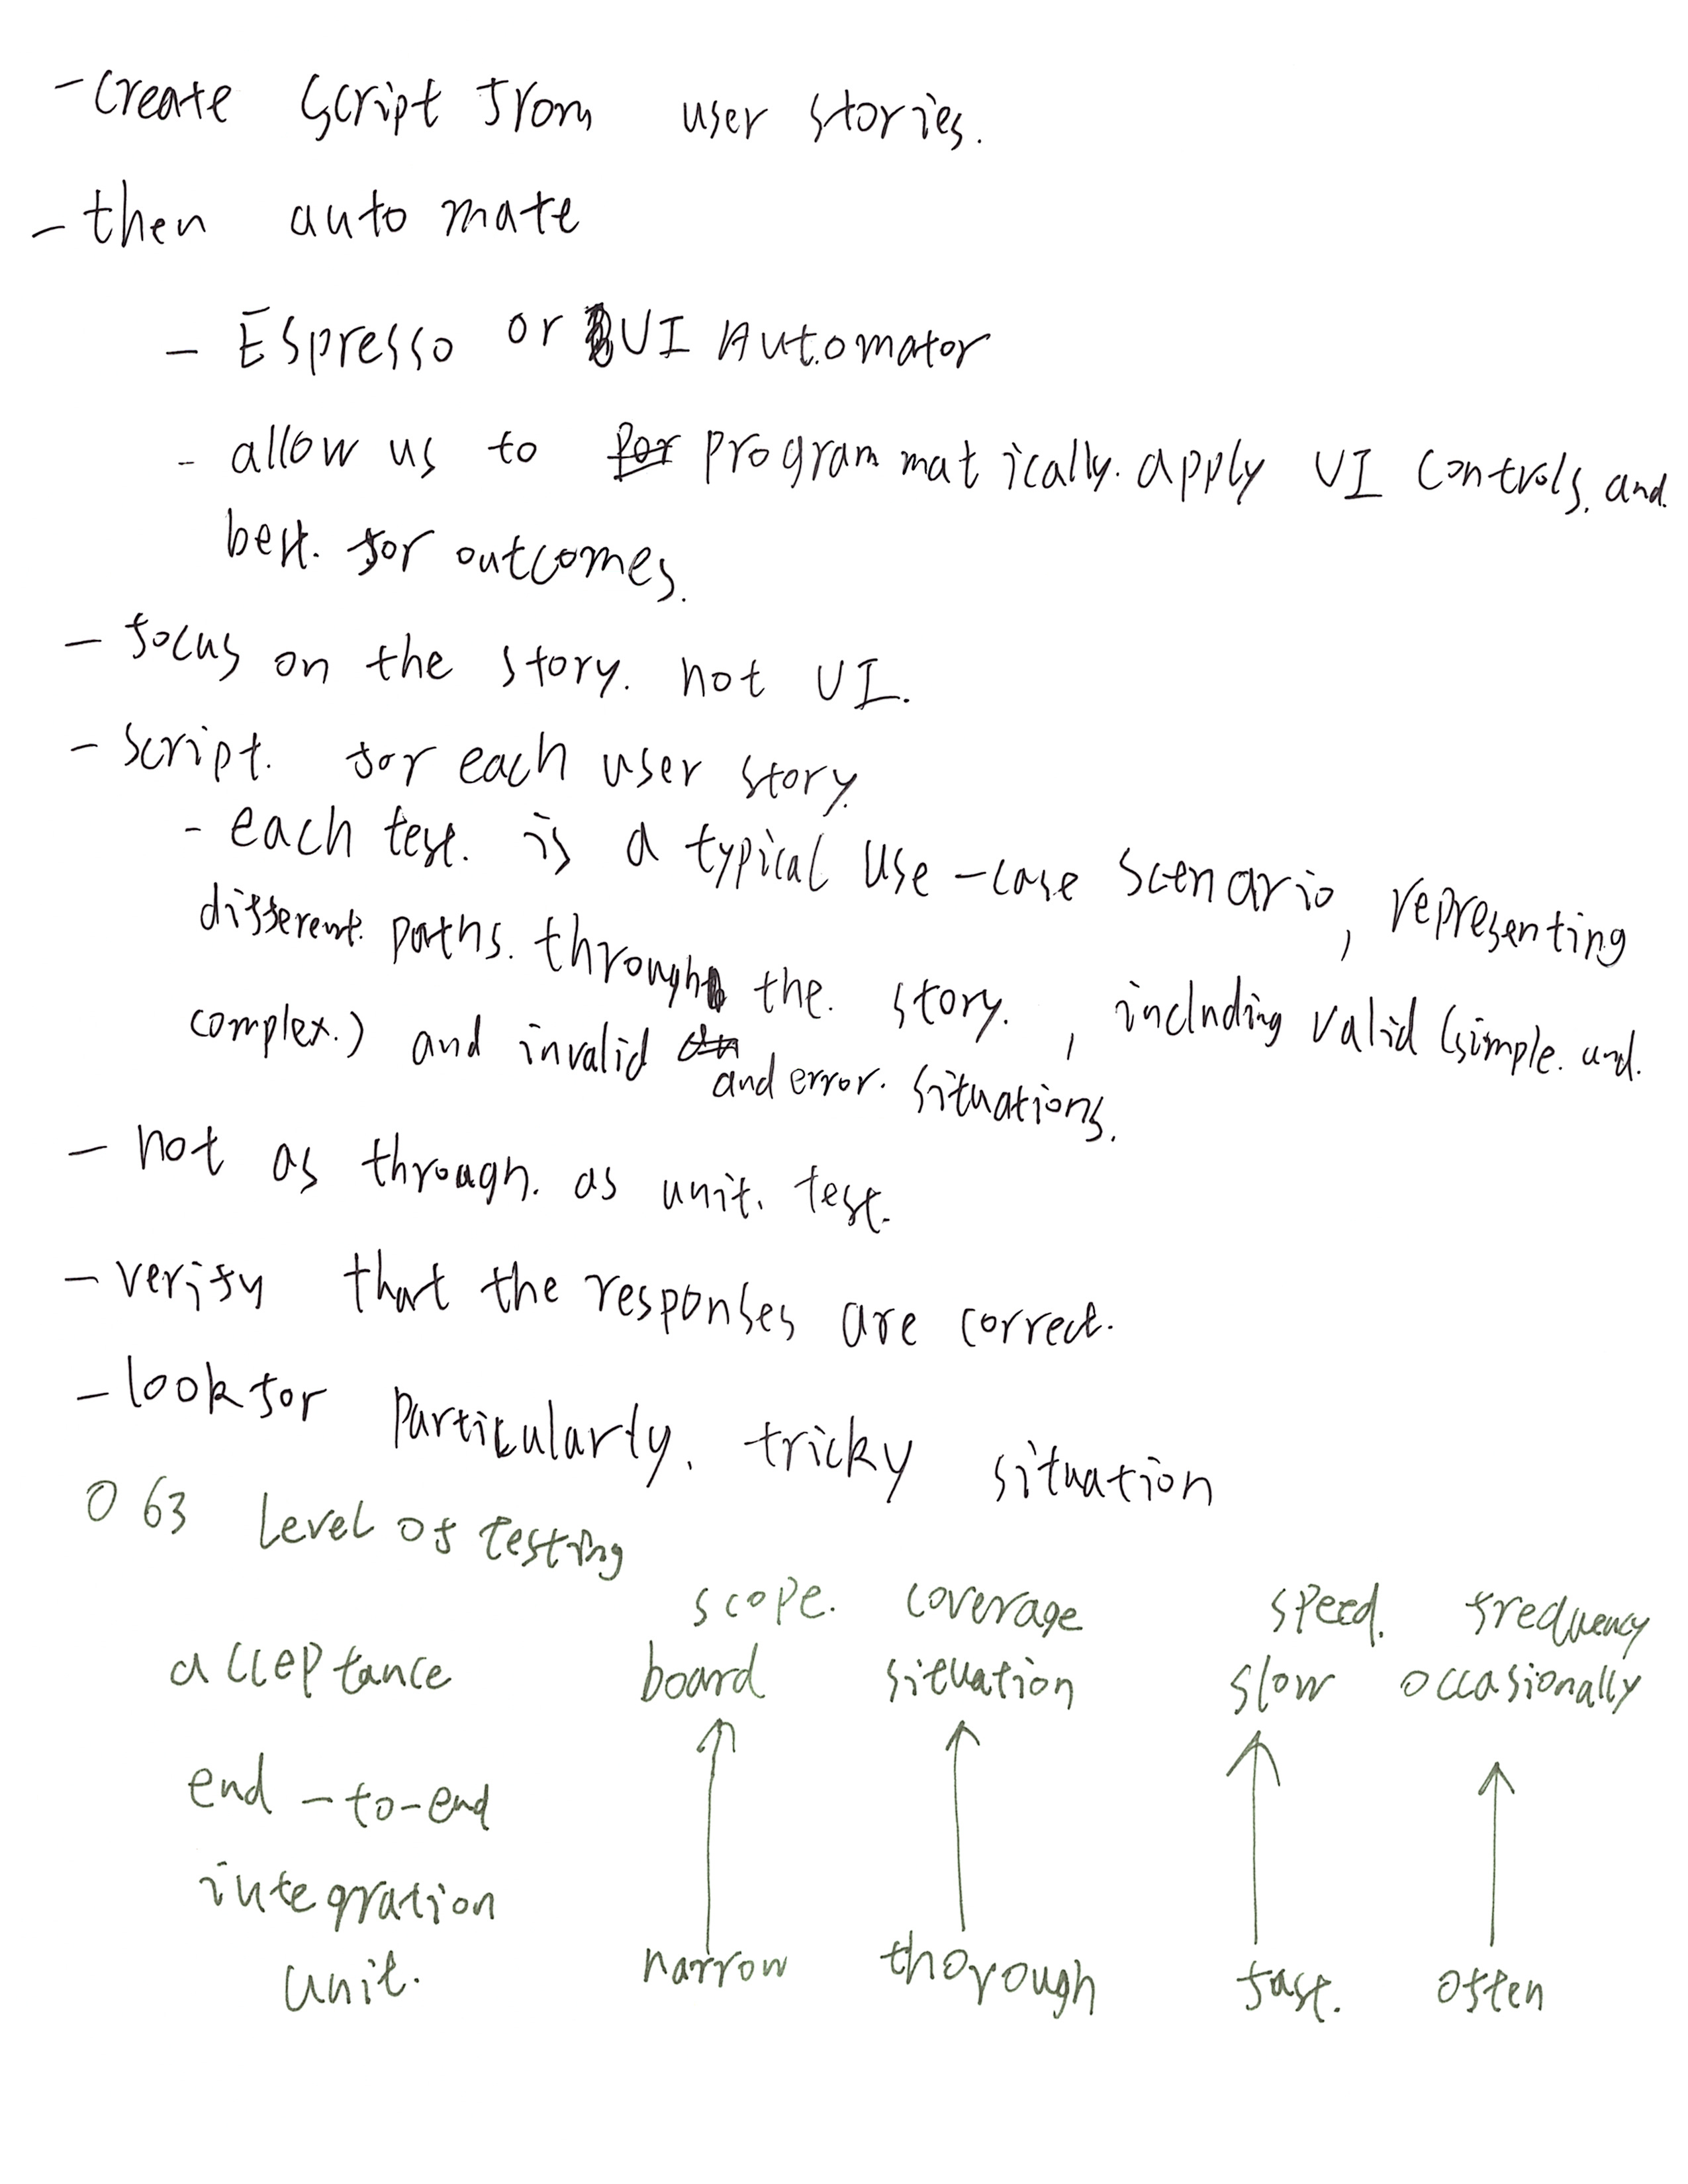 - create script from user stories.
- then automate
- Espresso or UI Automator
- allow us to programmatically. apply UI controls, and.
best. for outcomes.
- focus on the story. not UI.
- script. for each user story.
- each test. is a typical use-case scenario, representing
different. paths. through the. story. , including valid (simple. and.
complex.) and invalid and error. situations.
- not as through. as unit. test.
- verify that the responses are correct.
- look for particularly. tricky situation
O 63 Level of testing
scope. coverage speed. frequency
acceptance board situation slow occasionally
end-to-end
integration
unit. narrow thorough fast. often